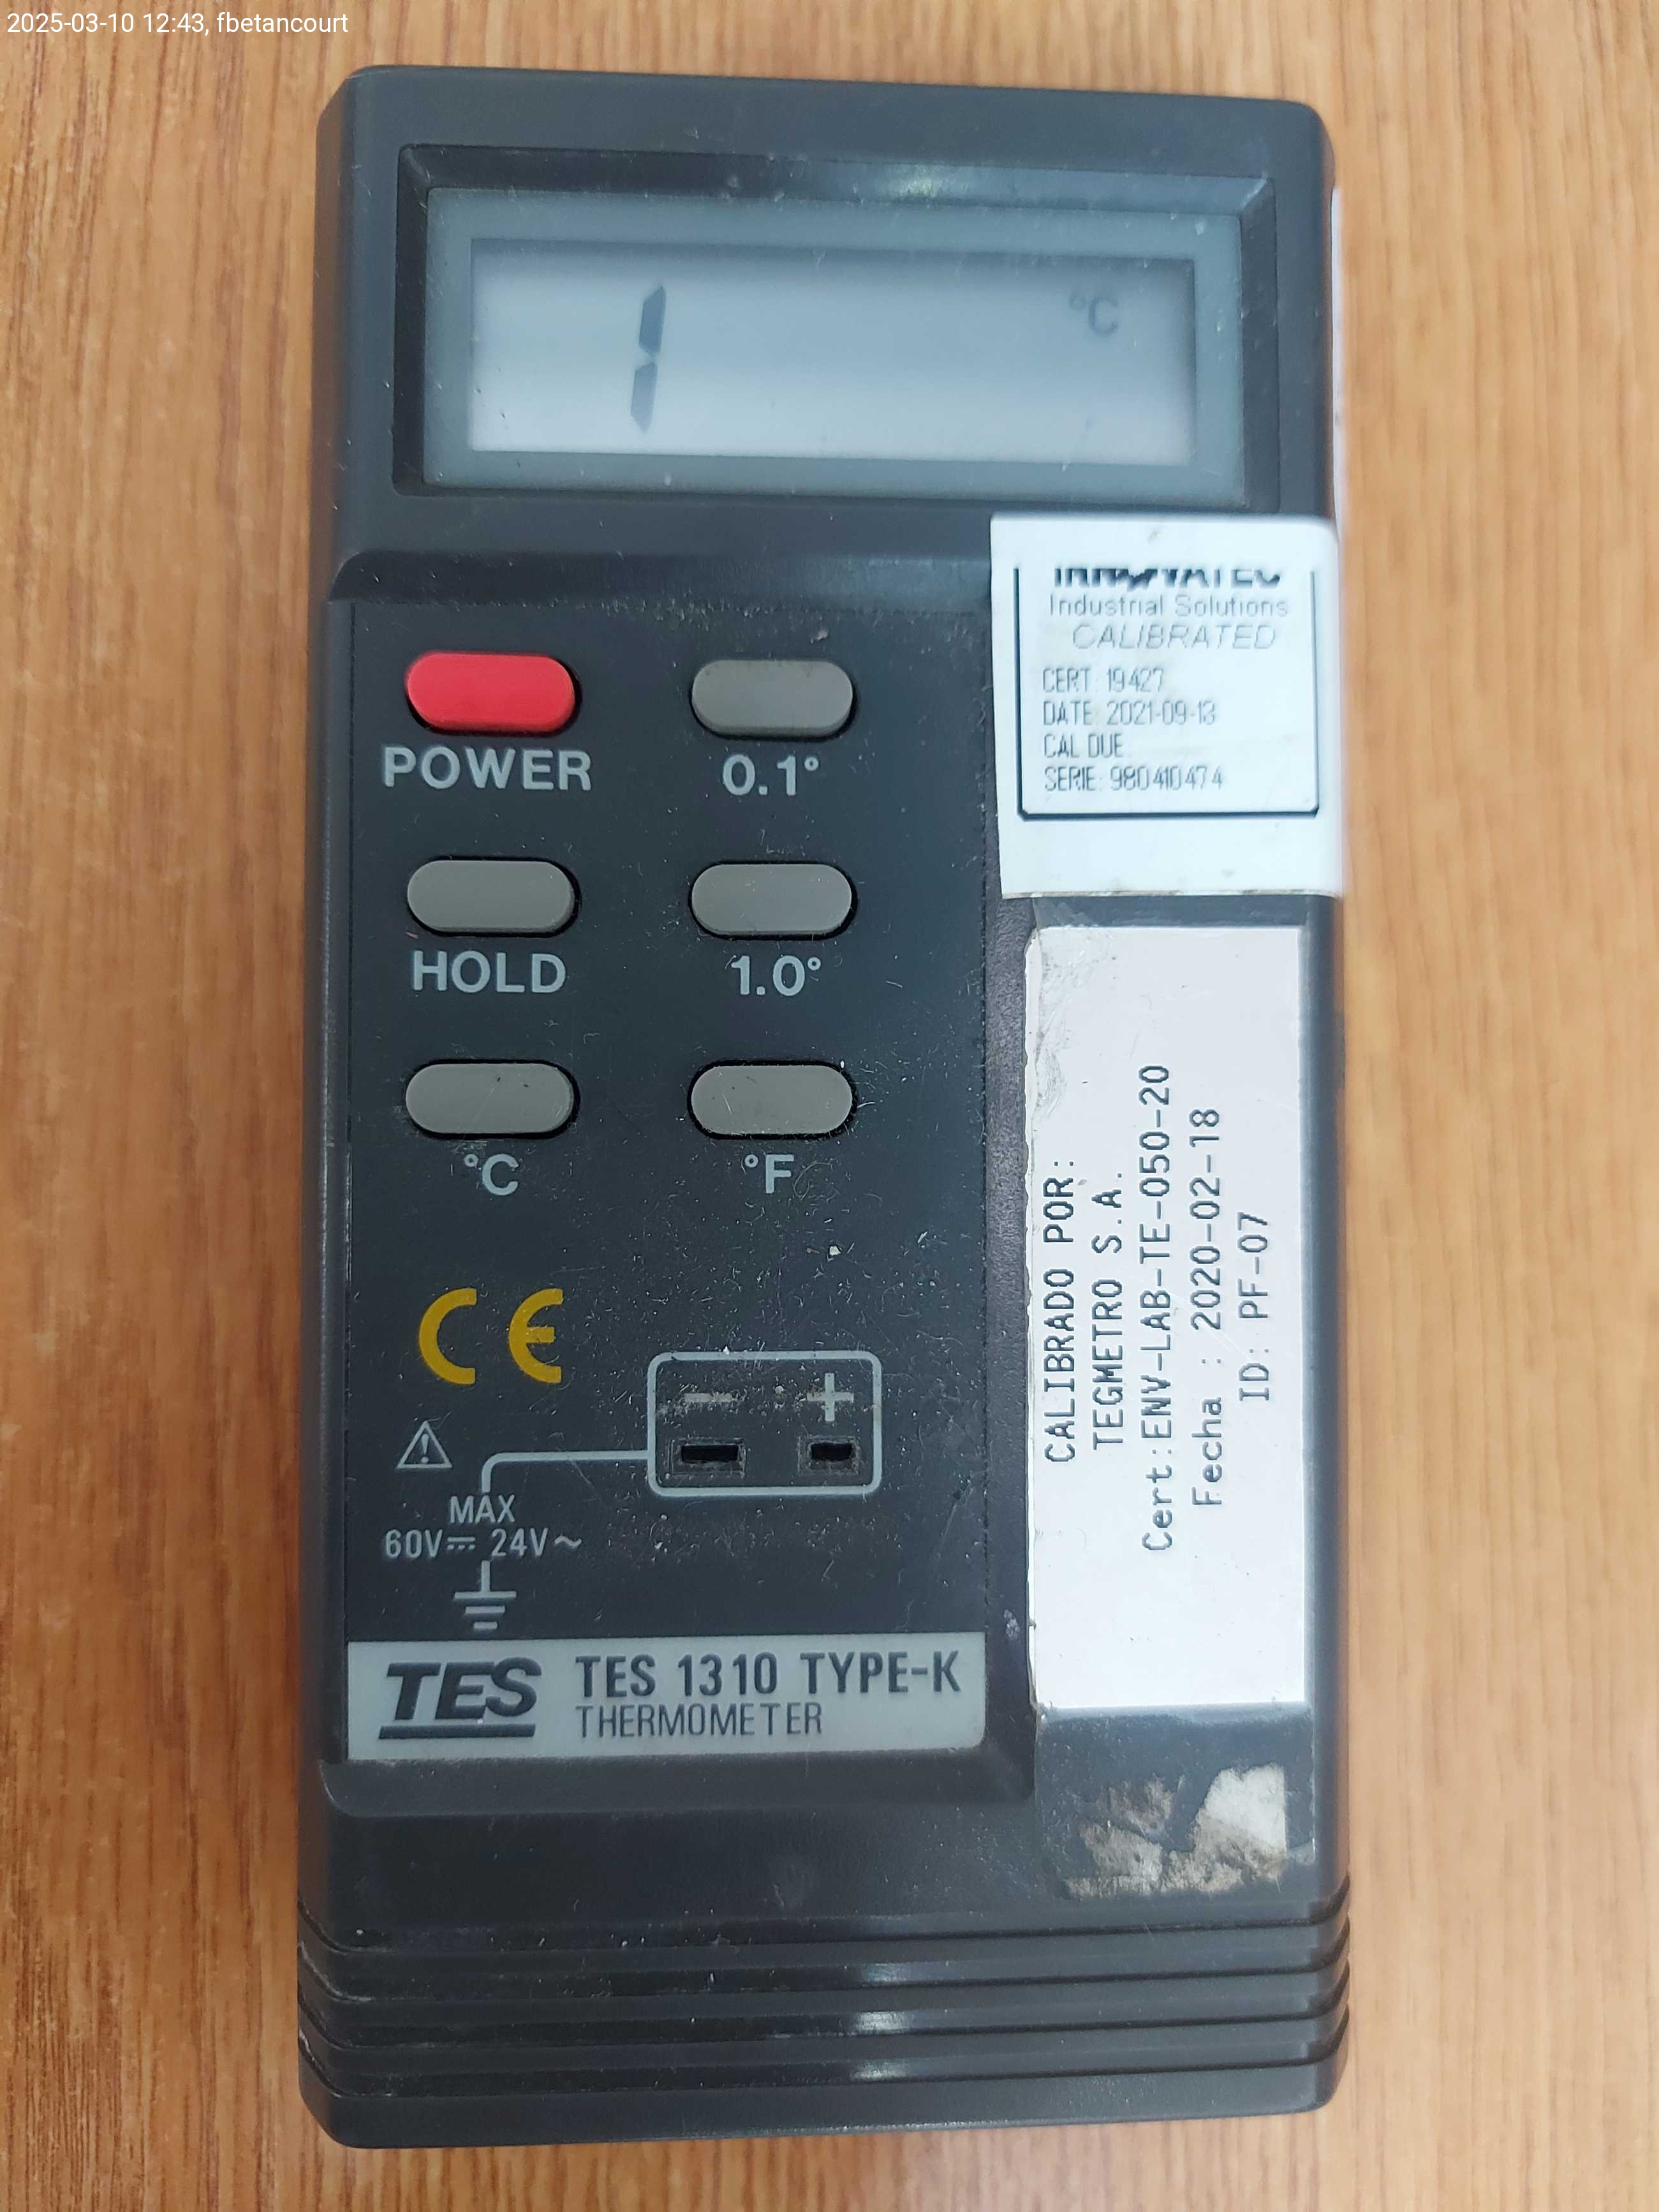 2025-03-10 12:43, fbetancourt
1
°C
INNOVATEC
Industrial Solutions
CALIBRATED
CERT: 19427
DATE: 2021-09-13
CAL DUE:
SERIE: 980410474
POWER
0.1°
HOLD
1.0°
°C
°F
CALIBRADO POR:
TEGMETRO S.A.
Cert:ENV-LAB-TE-050-20
Fecha : 2020-02-18
ID: PF-07
CE
- +
MAX
60V⎓ 24V~
TES
TES 1310 TYPE-K
THERMOMETER